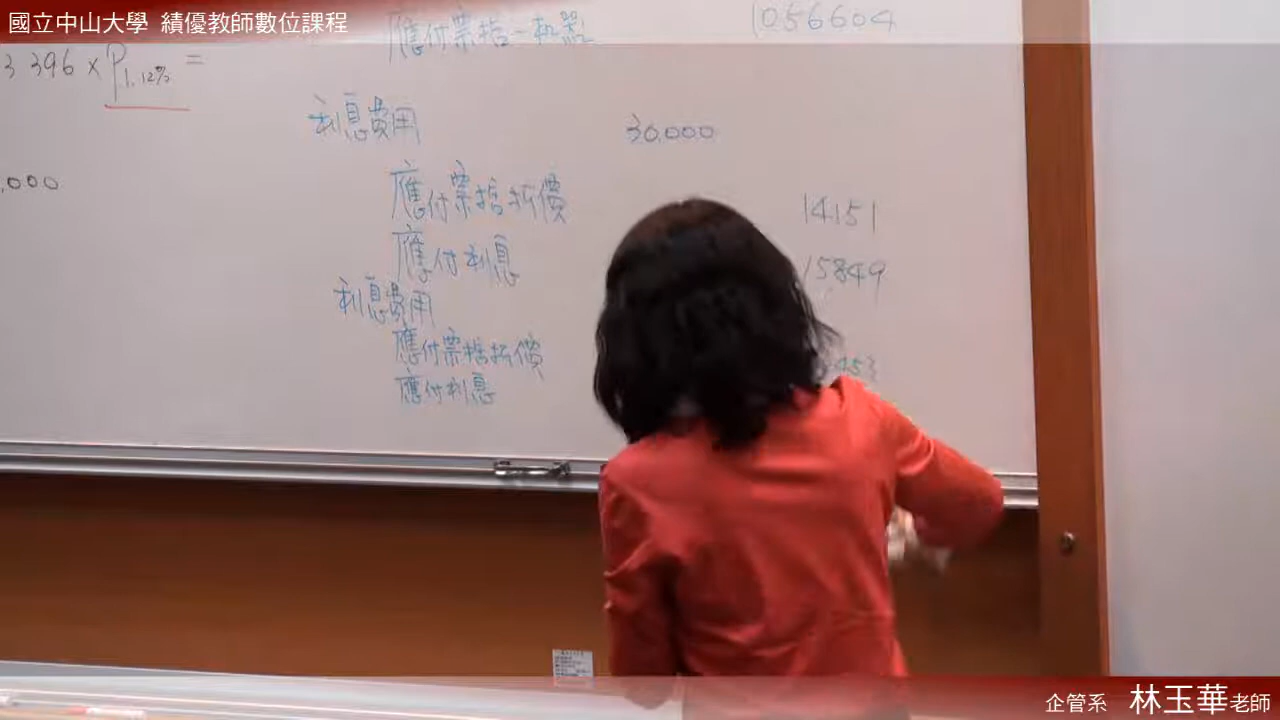 國立中山大學 績優教師數位課程
應付票據-机器 1056604
3 396 × P1.12% =
利息費用 30,000
,000
應付票據折價 14151
應付利息 15849
利息費用
應付票據折價 453
應付利息
企管系 林玉華老師